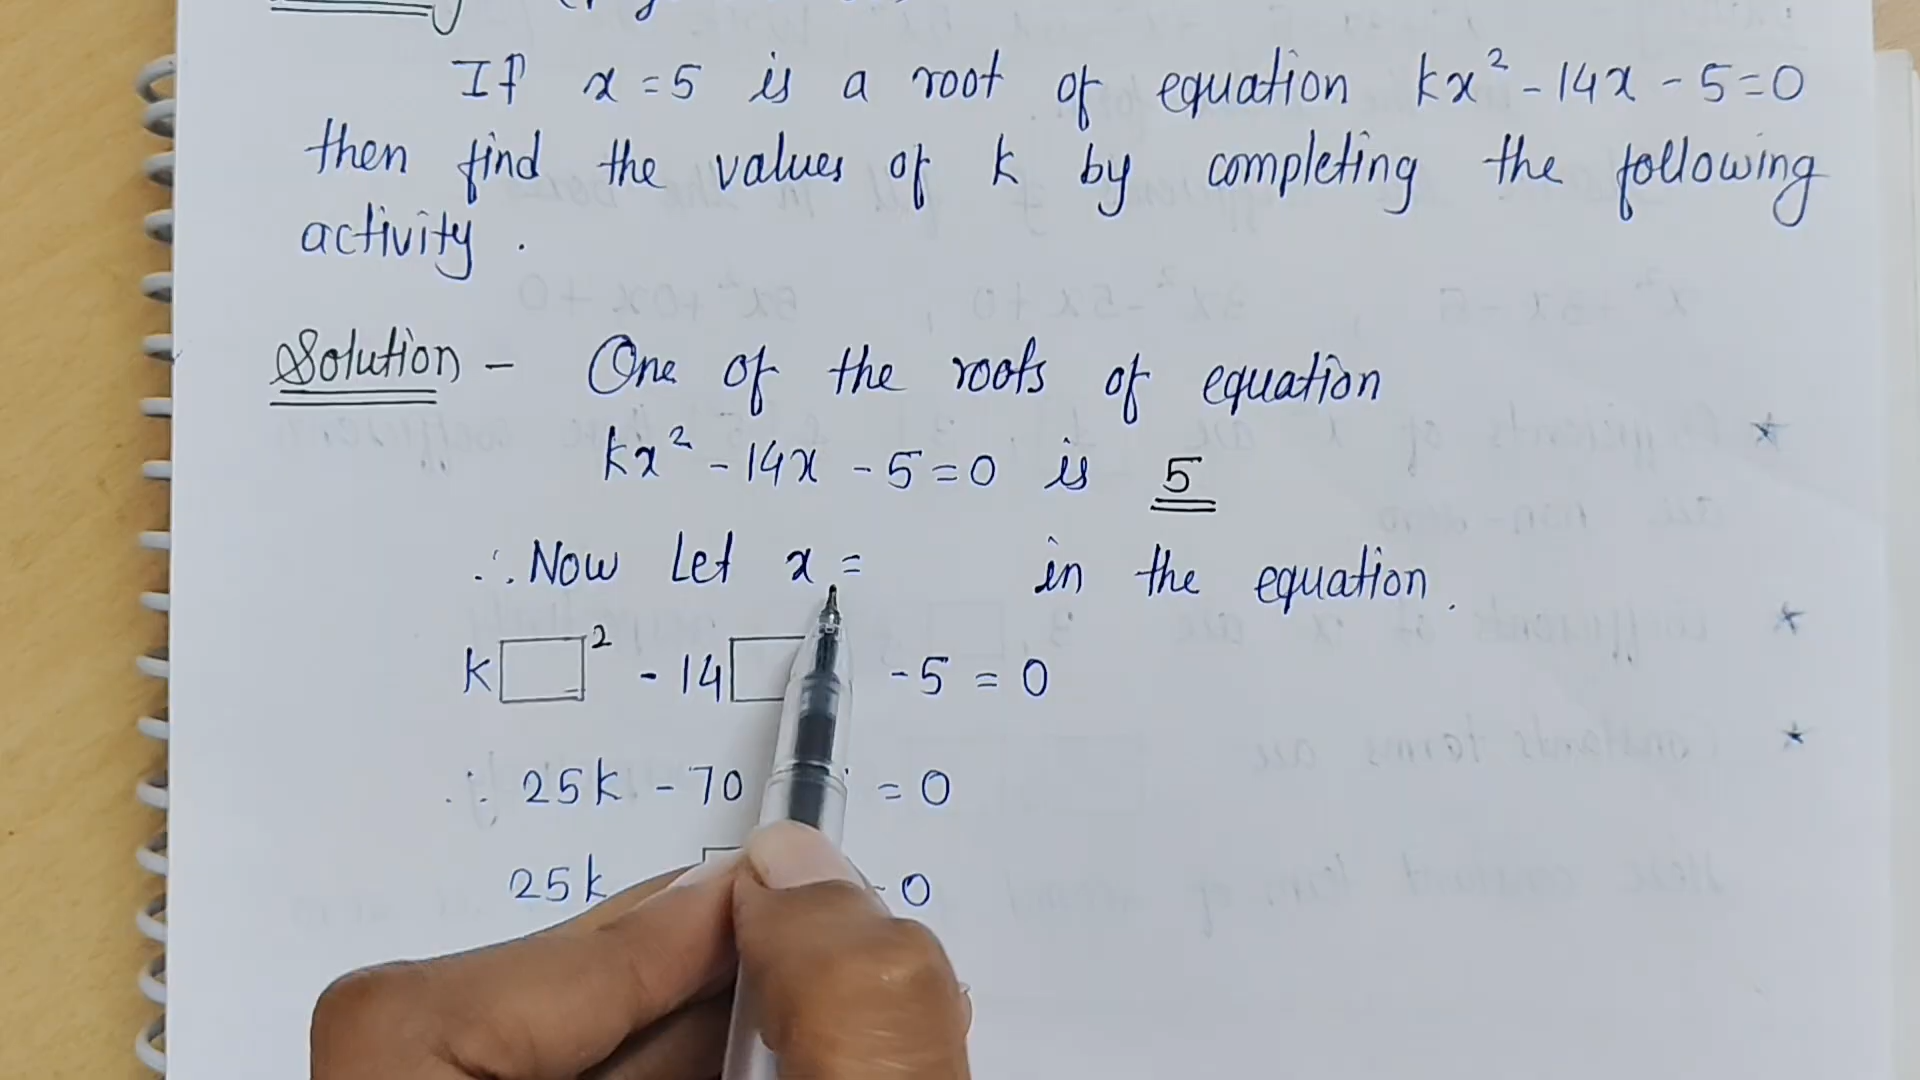 If x = 5 is a root of equation kx² - 14x - 5 = 0
then find the values of k by completing the following
activity .
Solution - One of the roots of equation
kx² - 14x - 5 = 0 is 5
∴ Now Let x = in the equation.
k☐² - 14☐ - 5 = 0
∴ 25k - 70 = 0
25k 0